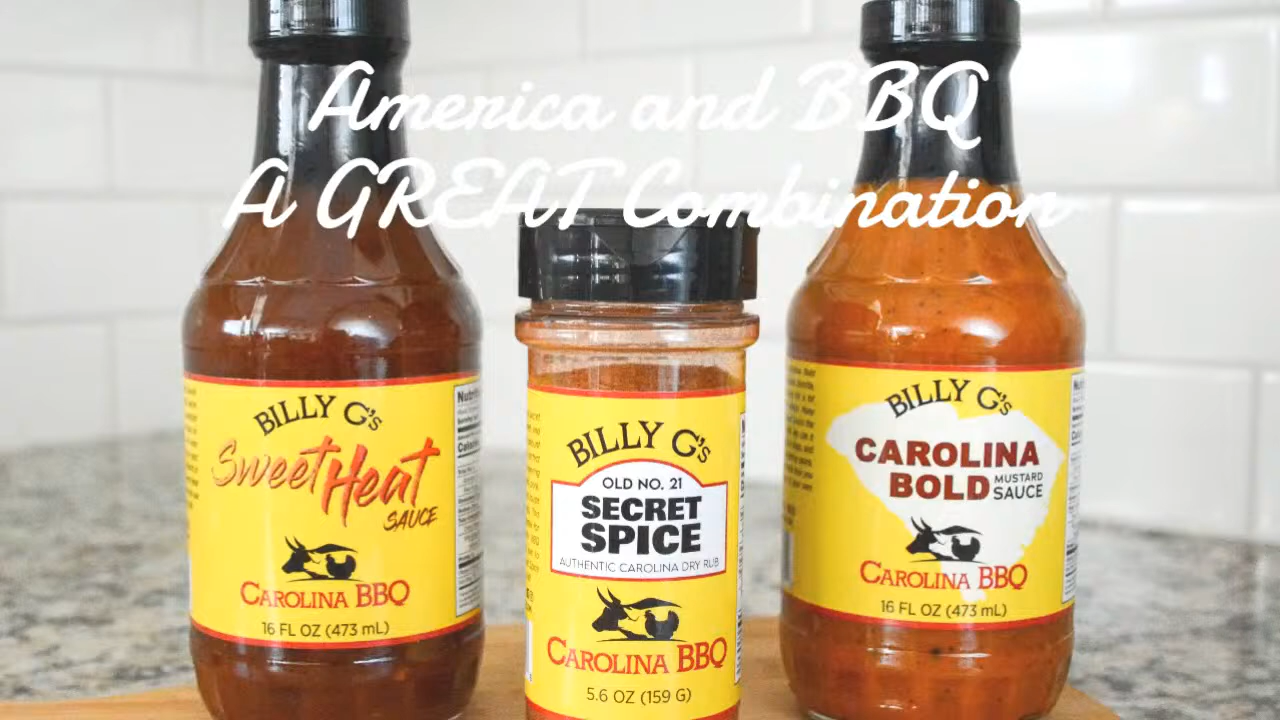 America and BBQ
A GREAT Combination
BILLY G's
Sweet Heat
SAUCE
CAROLINA BBQ
16 FL OZ (473 mL)
BILLY G's
OLD NO. 21
SECRET
SPICE
AUTHENTIC CAROLINA DRY RUB
CAROLINA BBQ
5.6 OZ (159 G)
BILLY G's
CAROLINA
BOLD MUSTARD
SAUCE
CAROLINA BBQ
16 FL OZ (473 mL)